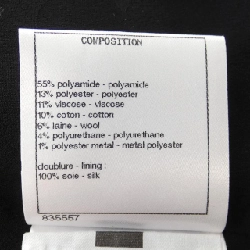 COMPOSITION
55% polyamide - polyamide
13% polyester - polyester
11% viscose - viscose
10% coton - cotton
6% laine - wool
4% polyurethane - polyurethane
1% polyester metal - metal polyester
doublure - lining :
100% soie - silk
835557